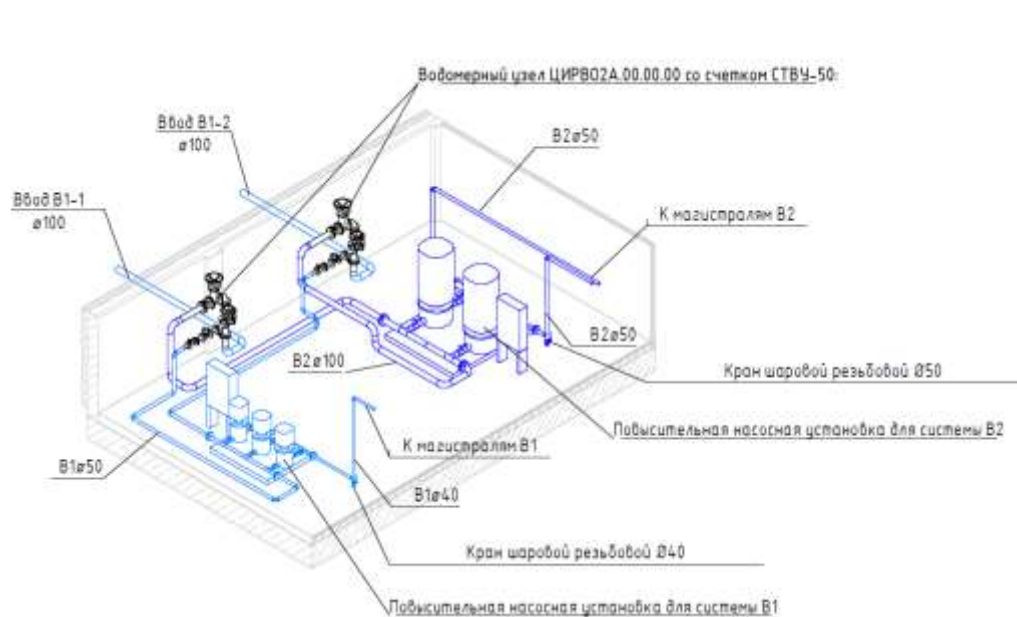 Водомерный узел ЦИРВ02А.00.00.00 со счетком СТВУ-50:
Ввод В1-2
ø100
В2ø50
Ввод В1-1
ø100
К магистралям В2
В2ø50
В2ø100
Кран шаровой резьбовой Ø50
Повысительная насосная установка для системы В2
К магистралям В1
В1ø50
В1ø40
Кран шаровой резьбовой Ø40
Повысительная насосная установка для системы В1